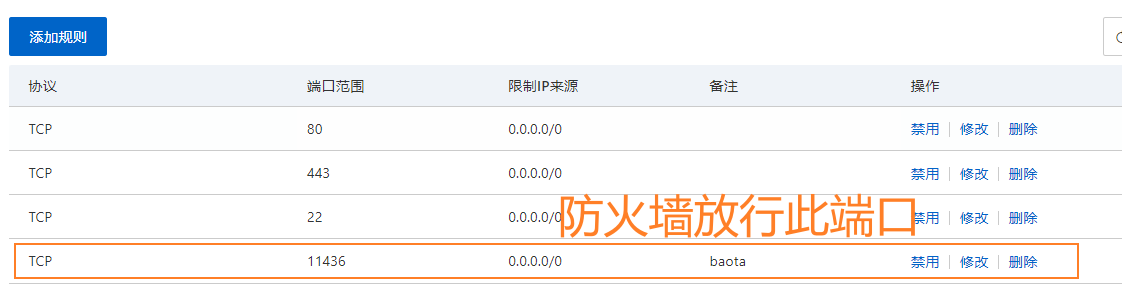 添加规则
协议 端口范围 限制IP来源 备注 操作
TCP 80 0.0.0.0/0 禁用 修改 删除
TCP 443 0.0.0.0/0 禁用 修改 删除
TCP 22 0.0.0.0/0 禁用 修改 删除
防火墙放行此端口
TCP 11436 0.0.0.0/0 baota 禁用 修改 删除